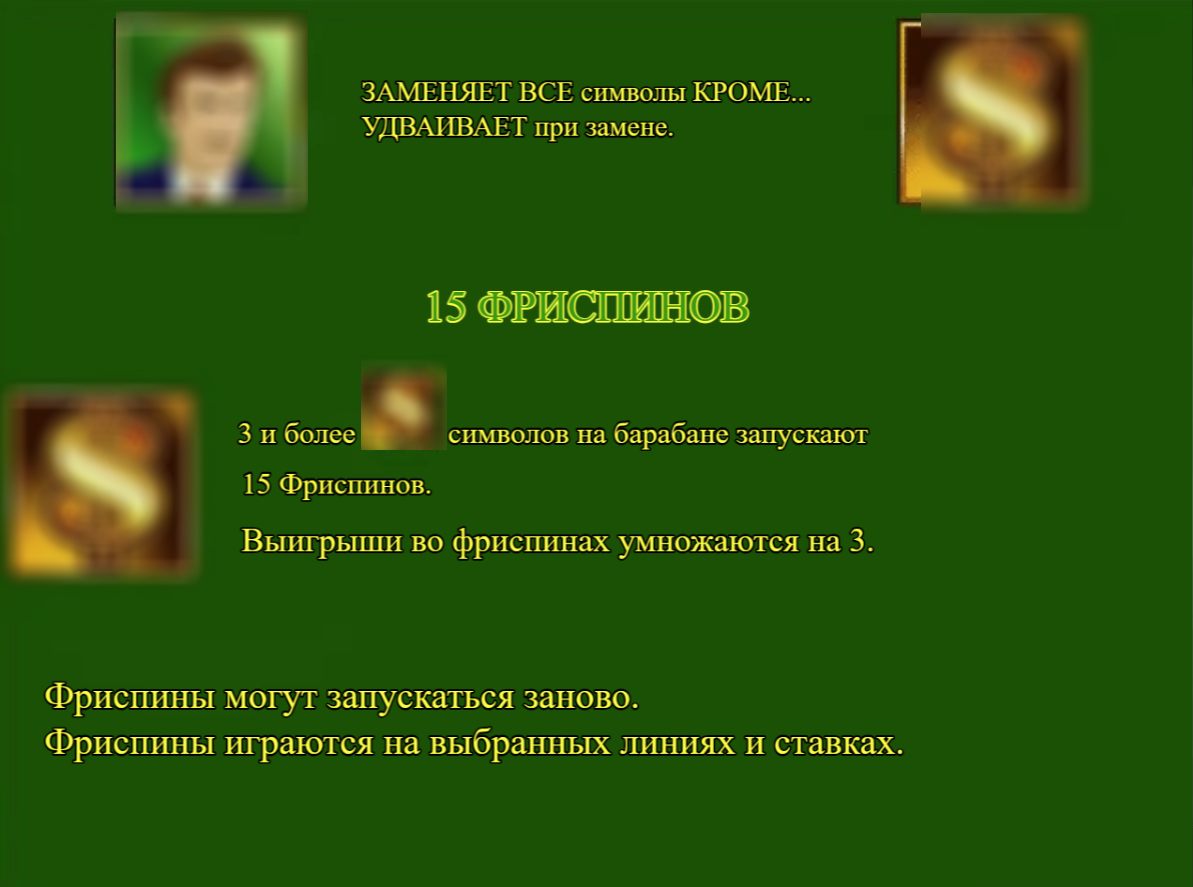 ЗАМЕНЯЕТ ВСЕ символы КРОМЕ...
УДВАИВАЕТ при замене.
15 ФРИСПИНОВ
3 и более символов на барабане запускают
15 Фриспинов.
Выигрыши во фриспинах умножаются на 3.
Фриспины могут запускаться заново.
Фриспины играются на выбранных линиях и ставках.